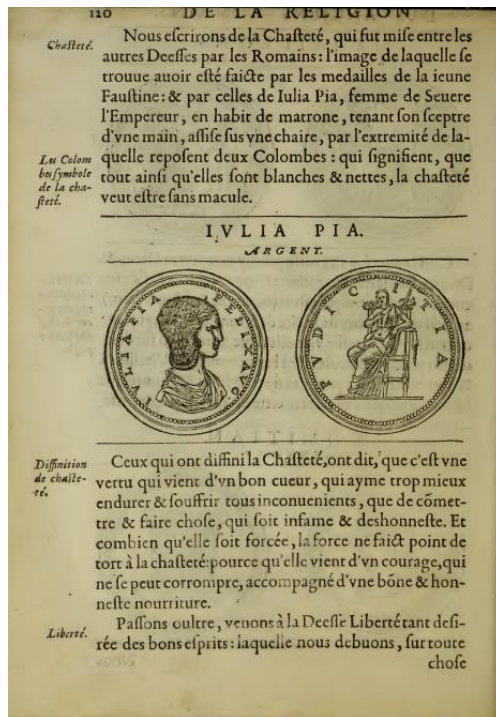 120 DE LA RELIGION
Chaſteté.
Nous eſcrirons de la Chaſteté, qui fut miſe entre les
autres Deeſſes par les Romains: l'image de laquelle ſe
trouue auoir eſté faicte par les medailles de la ieune
Fauſtine: & par celles de Iulia Pia, femme de Seuere
l'Empereur, en habit de matrone, tenant ſon ſceptre
d'vne main, aſſiſe ſus vne chaire, par l'extremité de la-
quelle repoſent deux Colombes: qui ſignifient, que
tout ainſi qu'elles ſont blanches & nettes, la chaſteté
veut eſtre ſans macule.
Les Colom
bes ſymbole
de la cha-
ſteté.
IVLIA PIA.
ARGENT.
IVLIA PIA FELIX AVG
PVDICITIA
Diffinition
de chaſte-
té.
Ceux qui ont diffini la Chaſteté, ont dit, que c'eſt vne
vertu qui vient d'vn bon cueur, qui ayme trop mieux
endurer & ſouffrir tous inconuenients, que de cõmet-
tre & faire choſe, qui ſoit infame & deshonneſte. Et
combien qu'elle ſoit forcée, la force ne faict point de
tort à la chaſteté: pource qu'elle vient d'vn courage, qui
ne ſe peut corrompre, accompagné d'vne bõne & hon-
neſte nourriture.
Liberté.
Paſſons oultre, venons à la Deeſſe Liberté tant deſi-
rée des bons eſprits: laquelle nous debuons, ſur toute
choſe